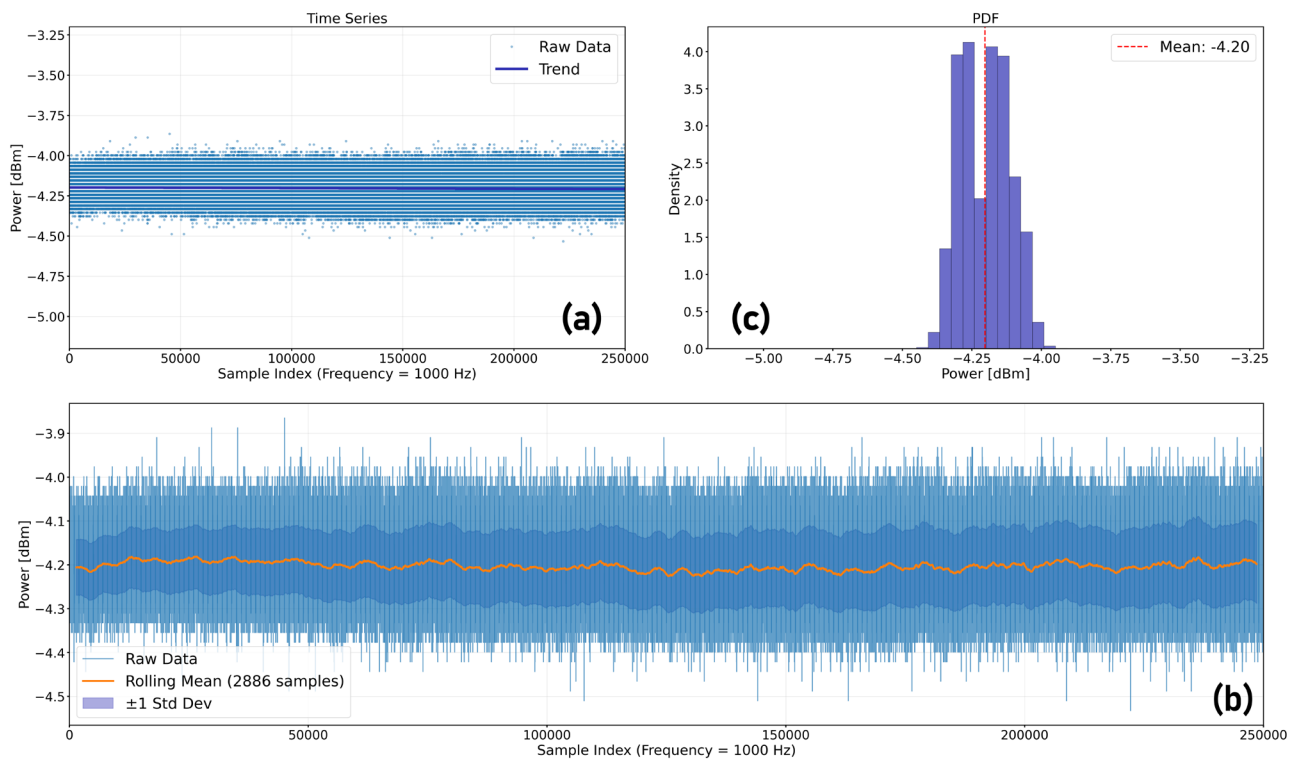 Time Series
−3.25
−3.50
−3.75
−4.00
−4.25
−4.50
−4.75
−5.00
Power [dBm]
Raw Data
Trend
(a)
0 50000 100000 150000 200000 250000
Sample Index (Frequency = 1000 Hz)
PDF
4.0
3.5
3.0
2.5
2.0
1.5
1.0
0.5
0.0
Density
Mean: -4.20
(c)
−5.00 −4.75 −4.50 −4.25 −4.00 −3.75 −3.50 −3.25
Power [dBm]
−3.9
−4.0
−4.1
−4.2
−4.3
−4.4
−4.5
Power [dBm]
Raw Data
Rolling Mean (2886 samples)
±1 Std Dev
(b)
0 50000 100000 150000 200000 250000
Sample Index (Frequency = 1000 Hz)